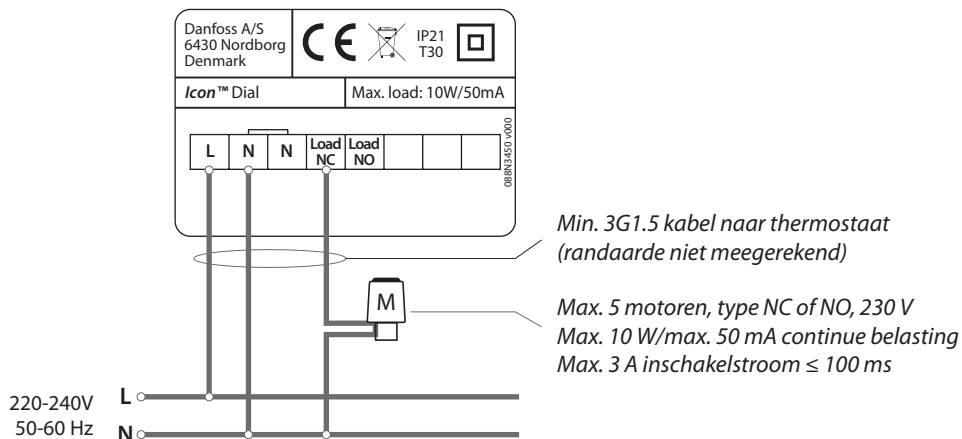 Danfoss A/S
6430 Nordborg
Denmark
CE
IP21
T30
Icon™ Dial
Max. load: 10W/50mA
L N N Load NC Load NO
088N3450 v000
Min. 3G1.5 kabel naar thermostaat
(randaarde niet meegerekend)
M
Max. 5 motoren, type NC of NO, 230 V
Max. 10 W/max. 50 mA continue belasting
Max. 3 A inschakelstroom ≤ 100 ms
220-240V
50-60 Hz
L
N